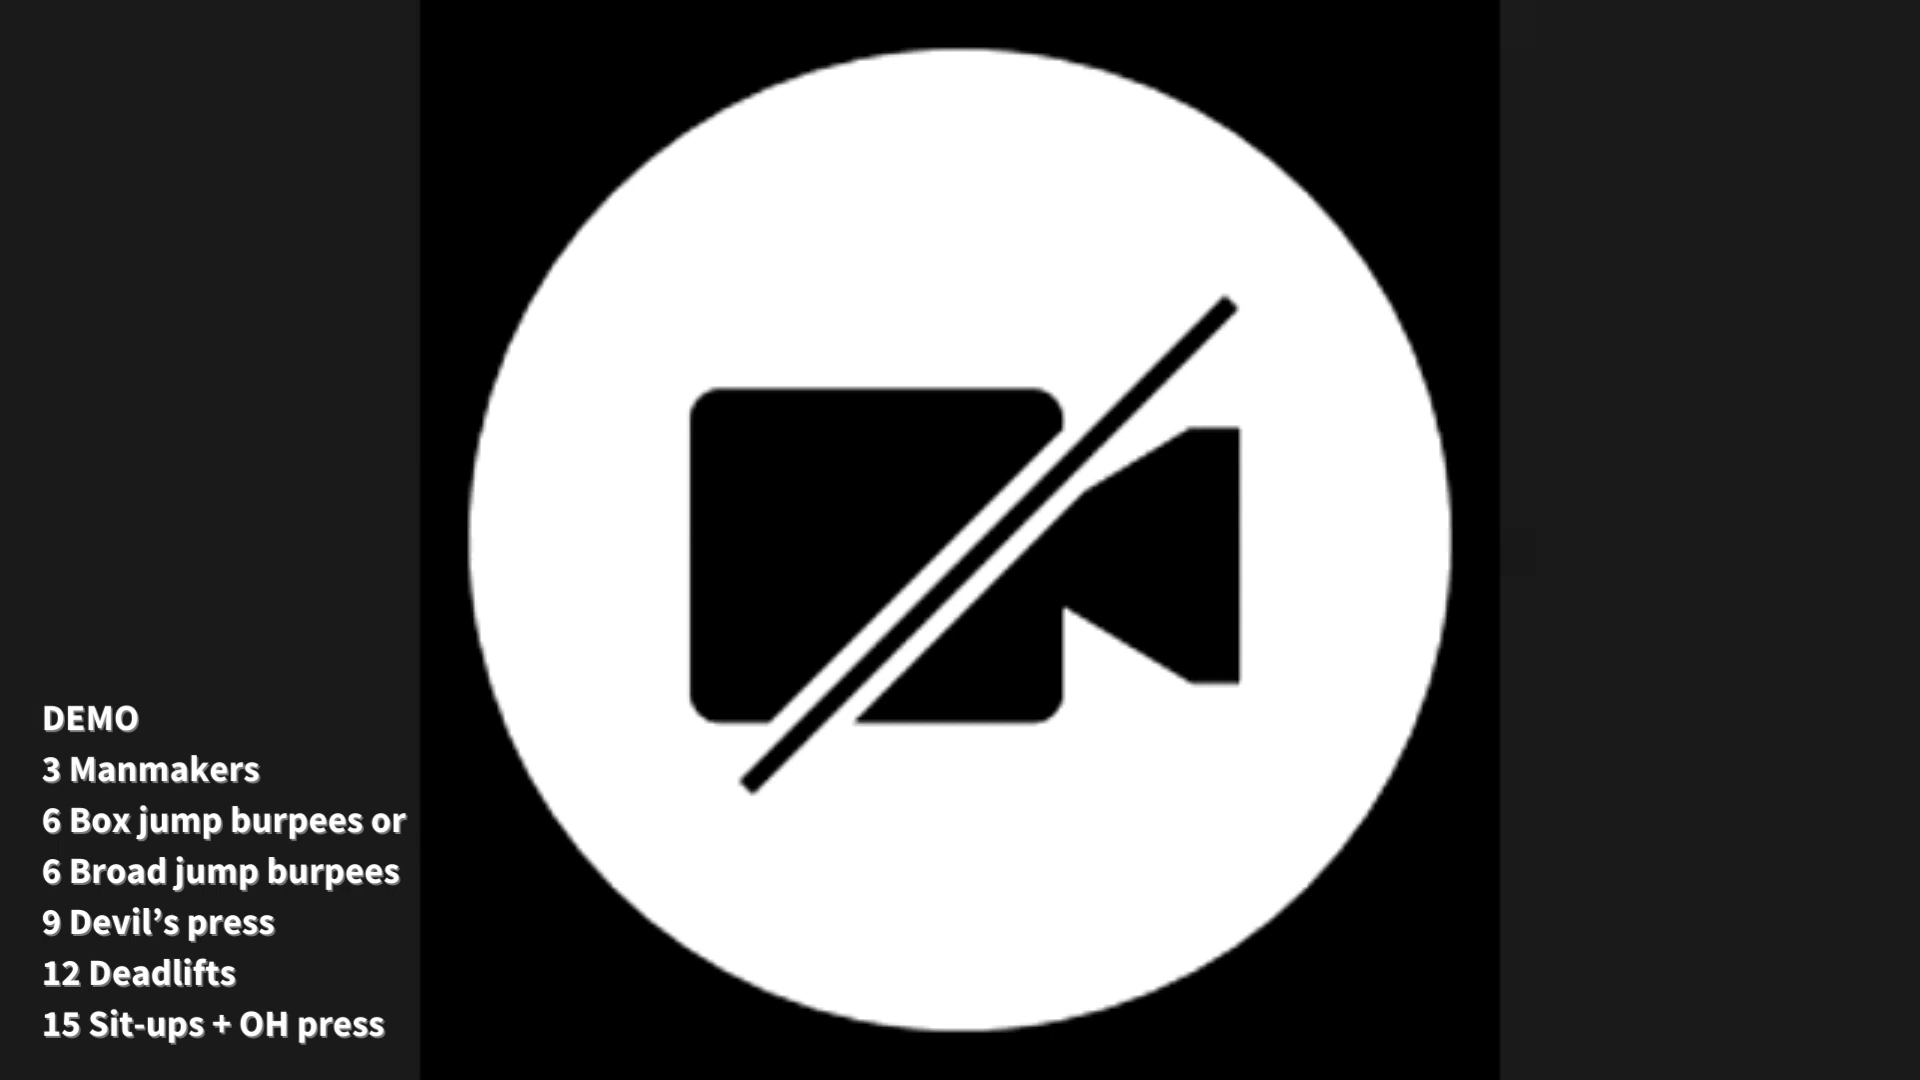 DEMO
3 Manmakers
6 Box jump burpees or
6 Broad jump burpees
9 Devil’s press
12 Deadlifts
15 Sit-ups + OH press